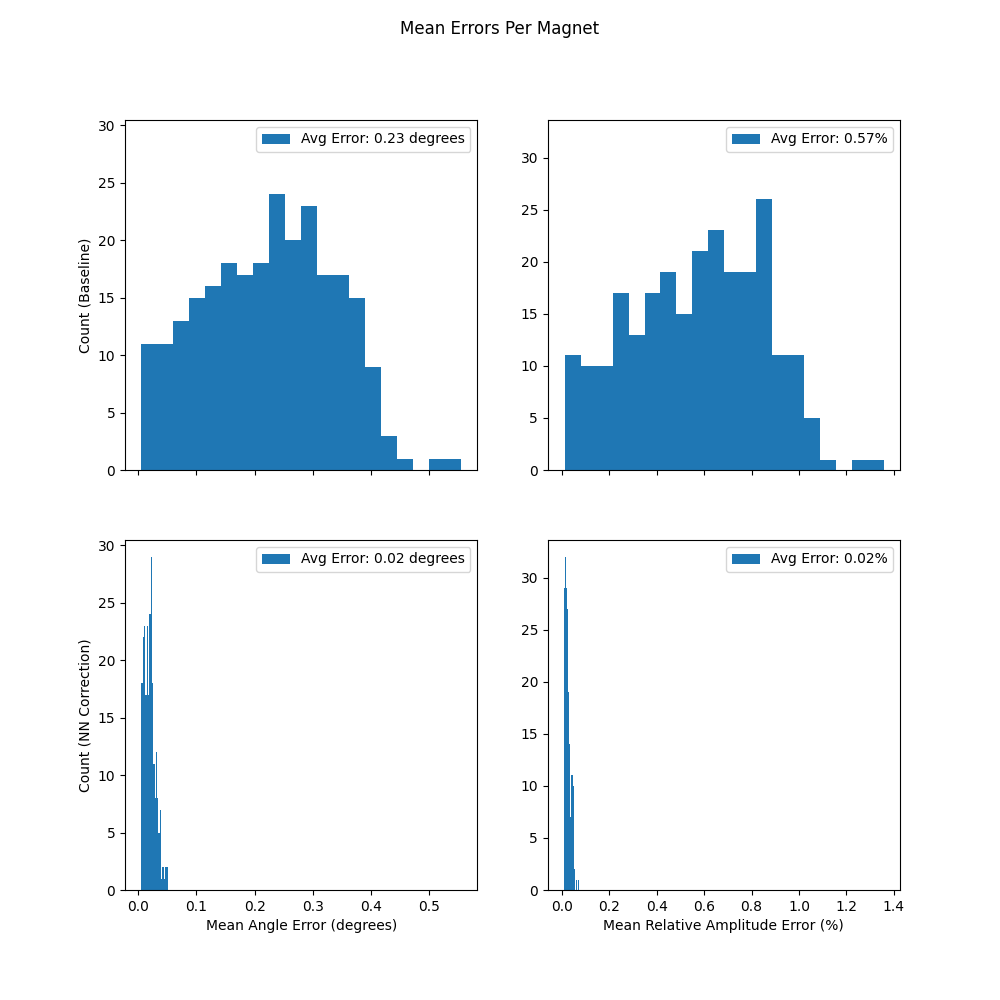 Mean Errors Per Magnet
30
25
20
15
10
5
0
Count (Baseline)
Avg Error: 0.23 degrees
30
25
20
15
10
5
0
Avg Error: 0.57%
30
25
20
15
10
5
0
Count (NN Correction)
Avg Error: 0.02 degrees
0.0 0.1 0.2 0.3 0.4 0.5
Mean Angle Error (degrees)
30
25
20
15
10
5
0
Avg Error: 0.02%
0.0 0.2 0.4 0.6 0.8 1.0 1.2 1.4
Mean Relative Amplitude Error (%)